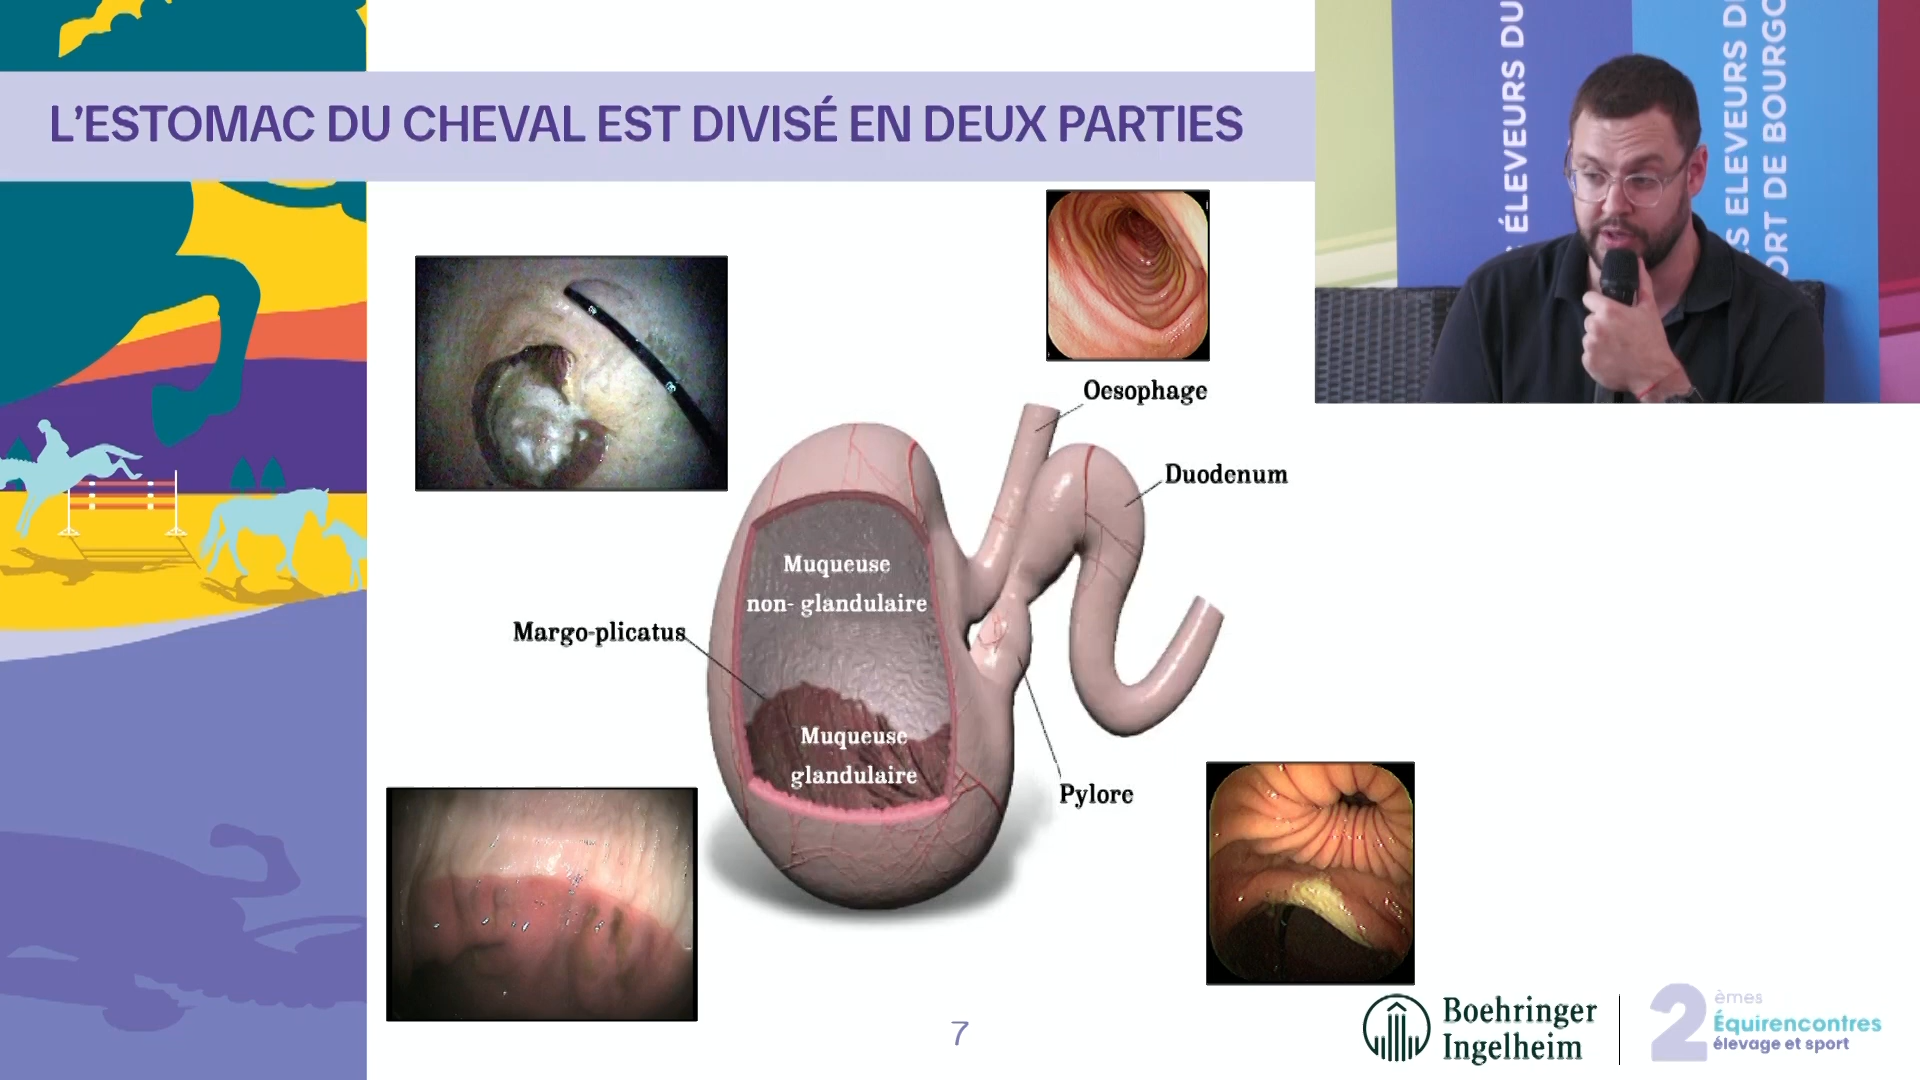 L'ESTOMAC DU CHEVAL EST DIVISÉ EN DEUX PARTIES
ÉLEVEURS DU
ELEVEURS D
DE BOURGO
Oesophage
Duodenum
Muqueuse
non- glandulaire
Margo-plicatus
Muqueuse
glandulaire
Pylore
7
Boehringer
Ingelheim
2èmes
Équirencontres
élevage et sport